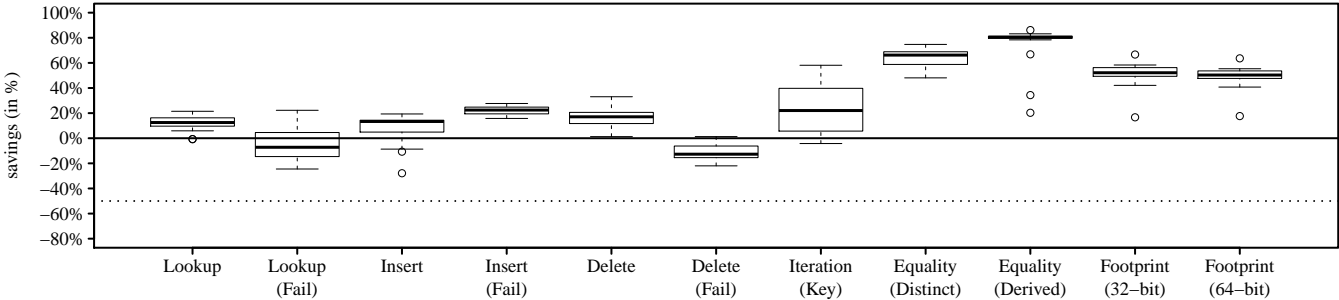 savings (in %)
100%
80%
60%
40%
20%
0%
−20%
−40%
−60%
−80%
Lookup
Lookup
(Fail)
Insert
Insert
(Fail)
Delete
Delete
(Fail)
Iteration
(Key)
Equality
(Distinct)
Equality
(Derived)
Footprint
(32−bit)
Footprint
(64−bit)